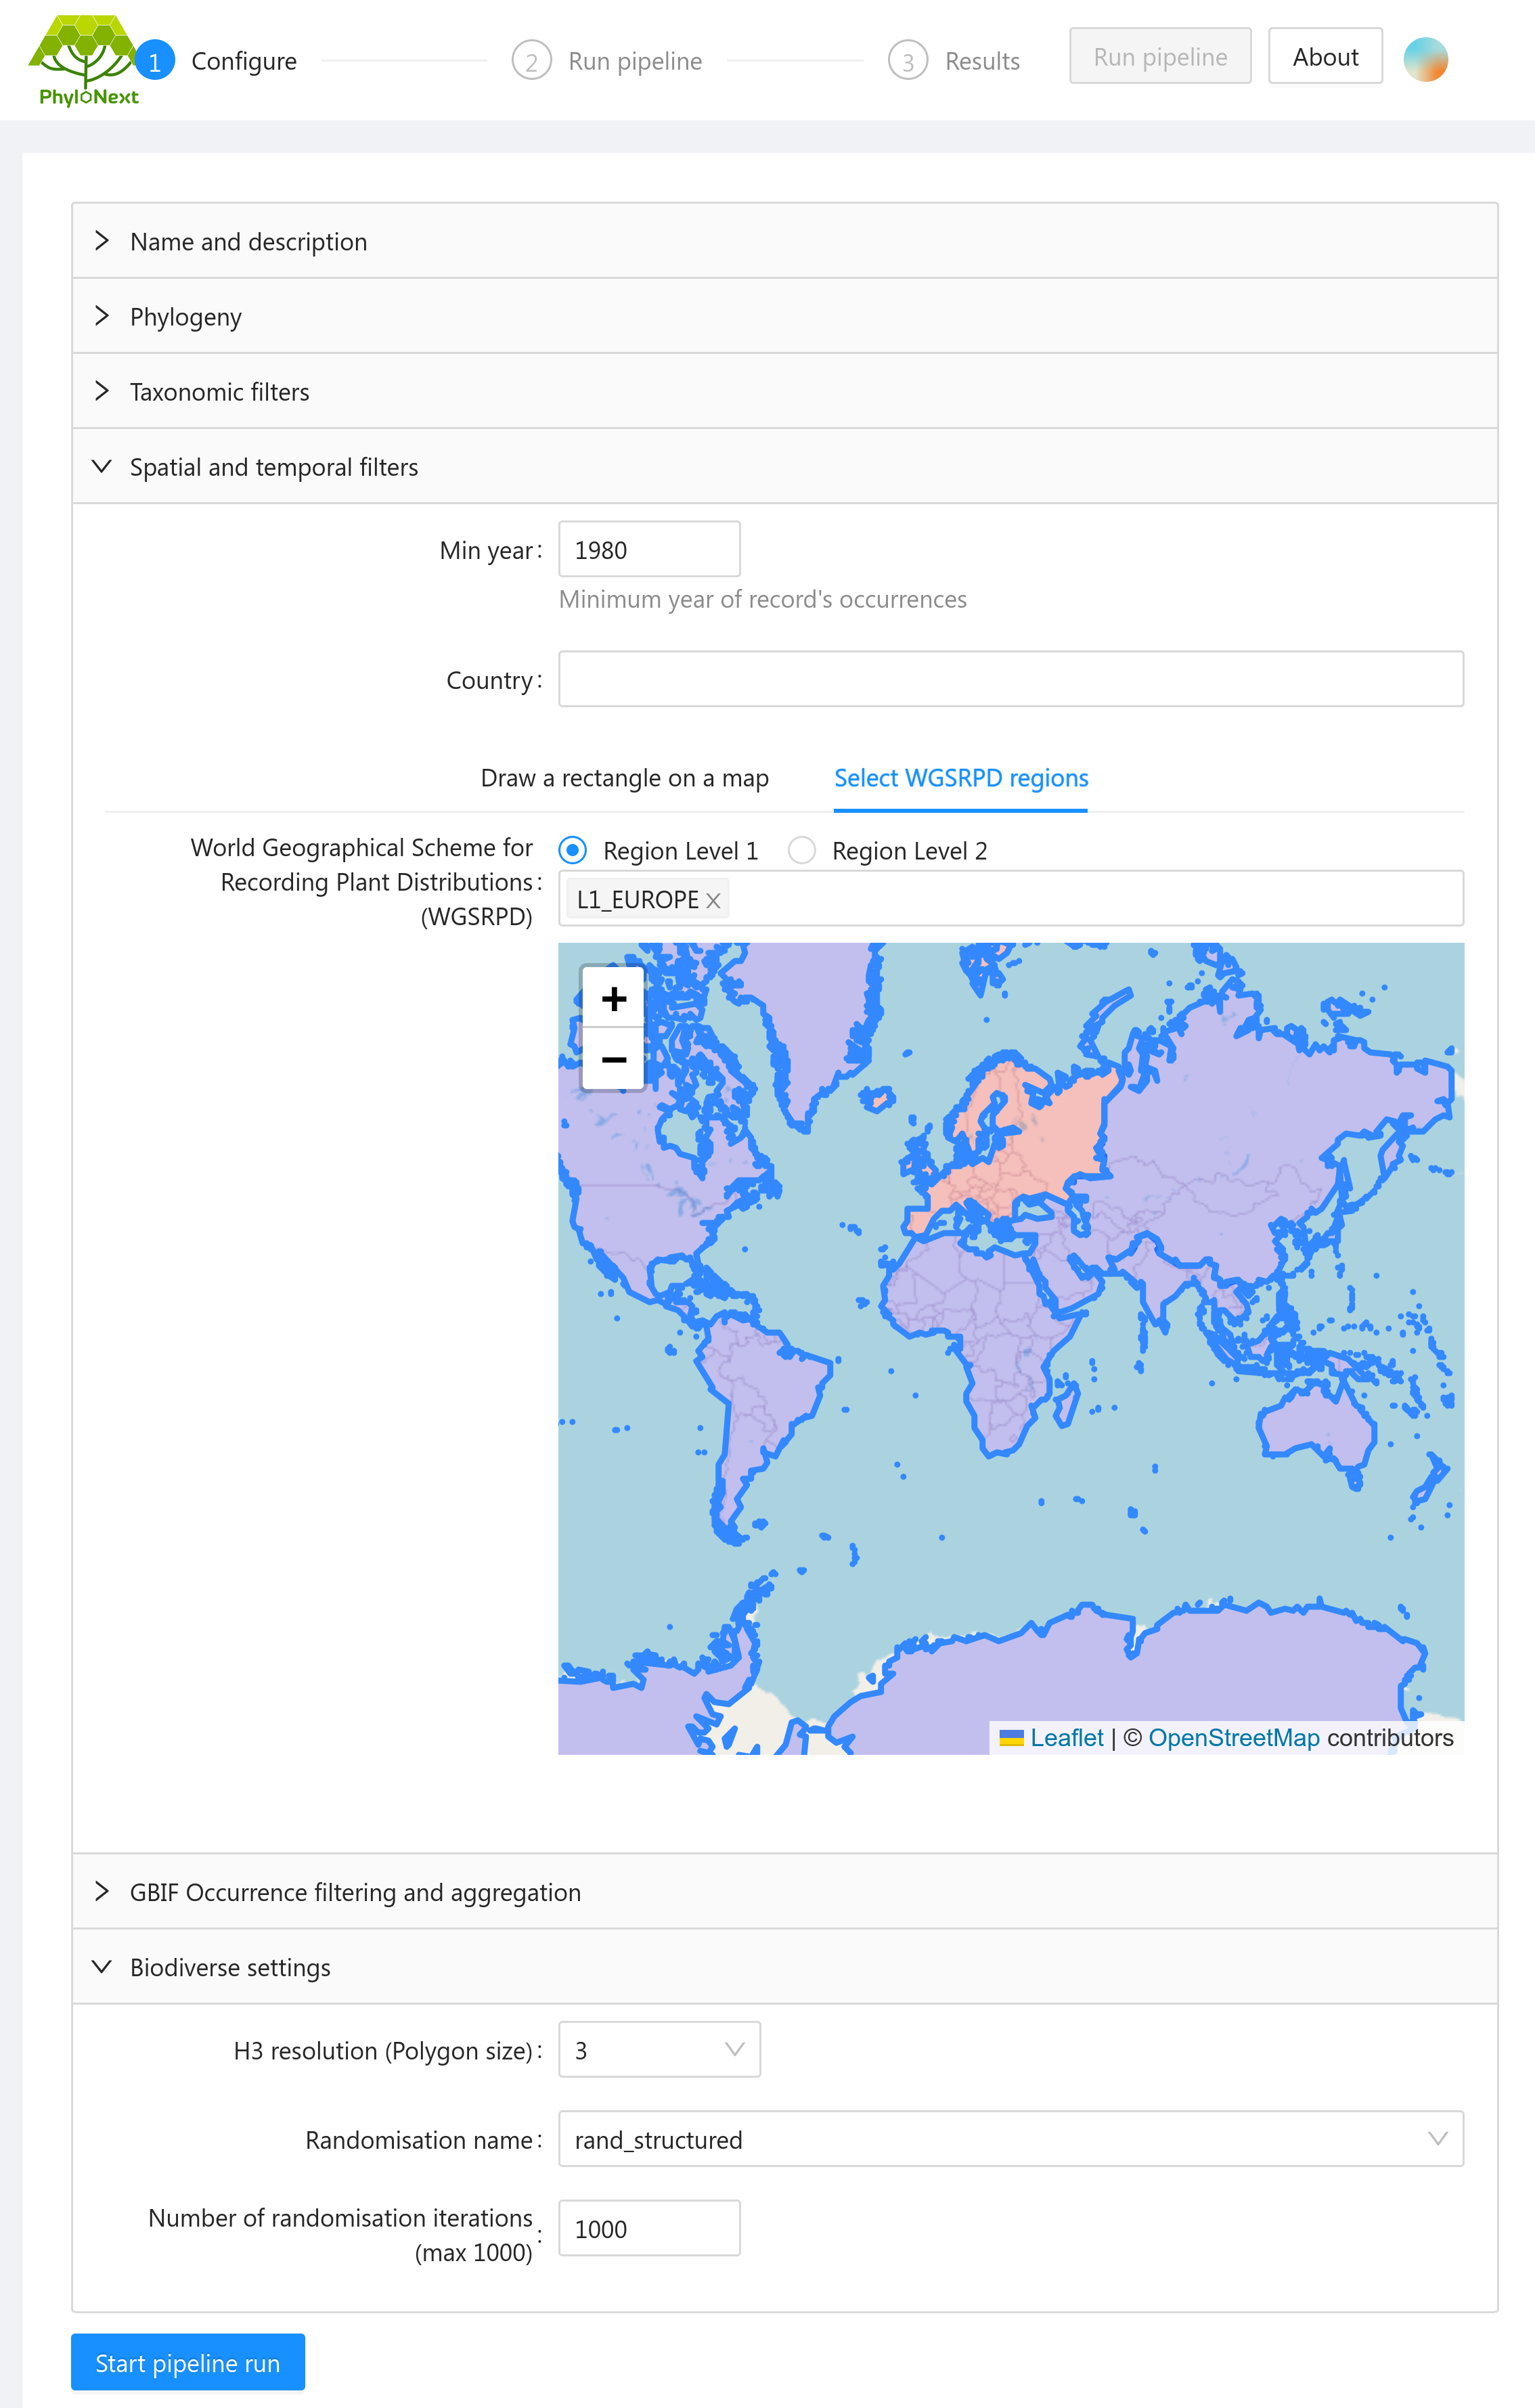 PhyloNext
1 Configure
2 Run pipeline
3 Results
Run pipeline
About
Name and description
Phylogeny
Taxonomic filters
Spatial and temporal filters
Min year: 1980
Minimum year of record's occurrences
Country:
Draw a rectangle on a map
Select WGSRPD regions
World Geographical Scheme for
Recording Plant Distributions:
(WGSRPD)
Region Level 1
Region Level 2
L1_EUROPE
+
−
Leaflet | © OpenStreetMap contributors
GBIF Occurrence filtering and aggregation
Biodiverse settings
H3 resolution (Polygon size): 3
Randomisation name: rand_structured
Number of randomisation iterations
(max 1000): 1000
Start pipeline run